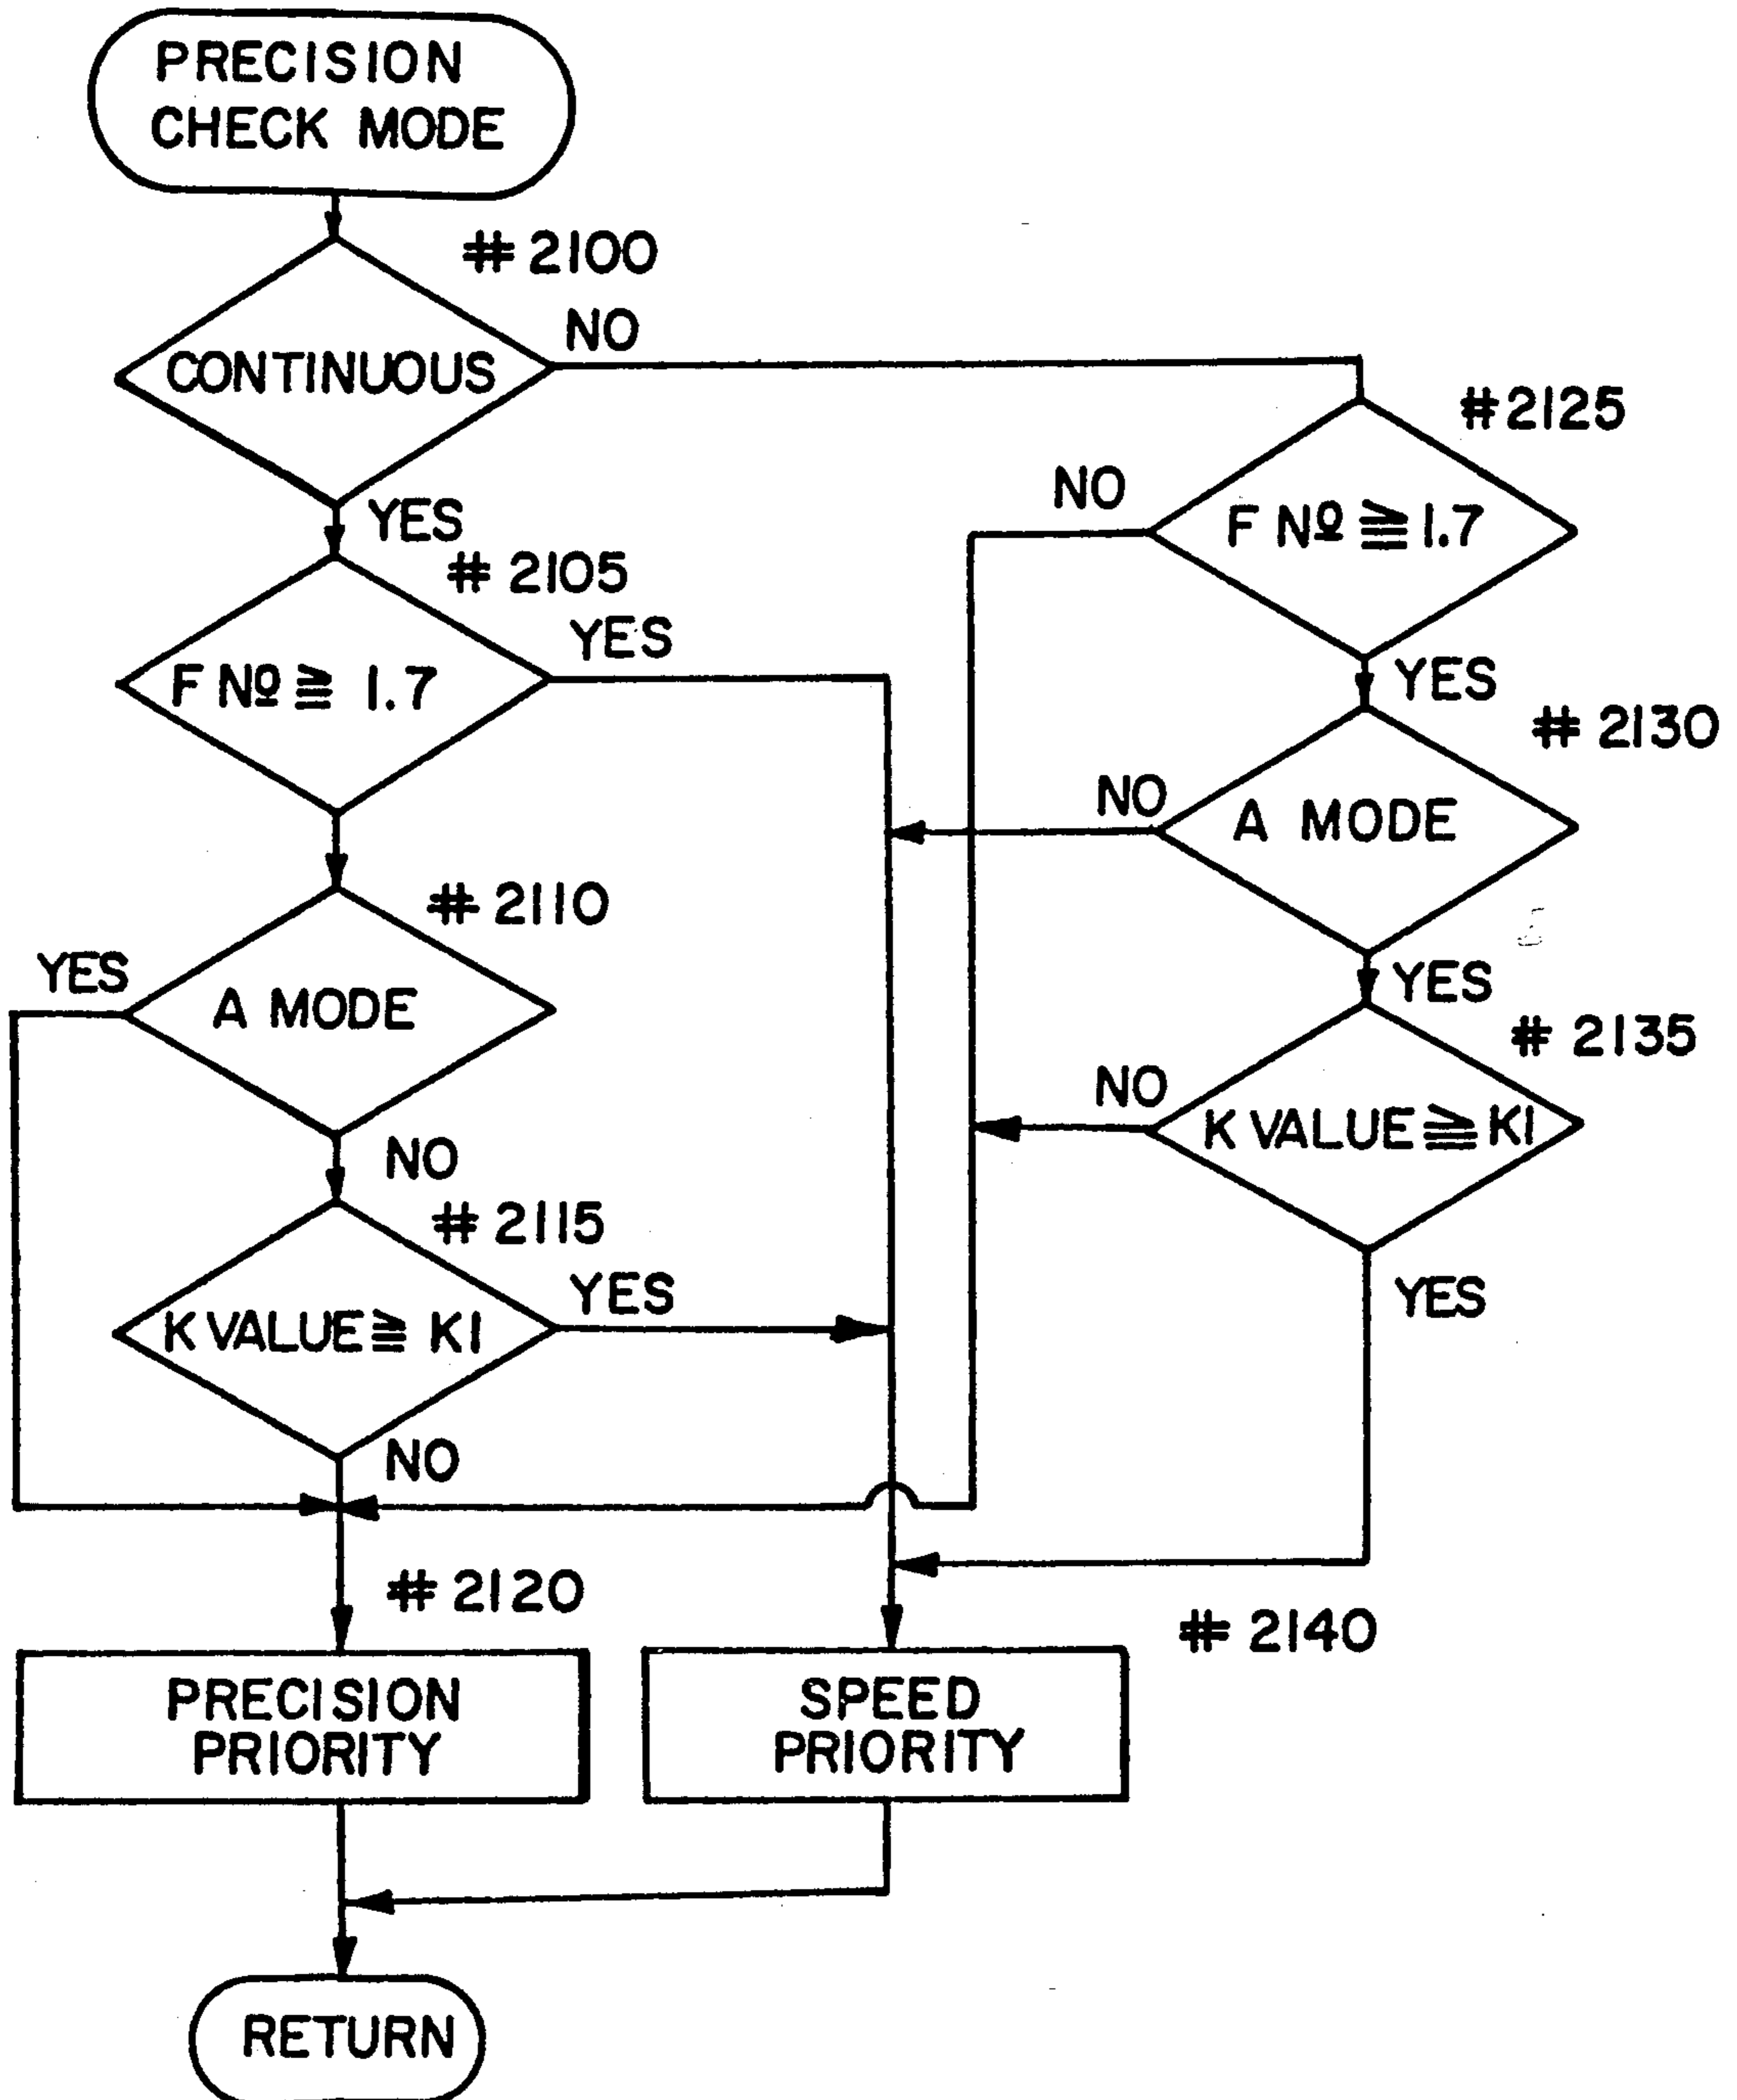 PRECISION
CHECK MODE
# 2100
NO
CONTINUOUS
YES
# 2105
YES
F Nº ≧ 1.7
# 2110
YES
A MODE
NO
# 2115
YES
K VALUE ≧ K1
NO
# 2120
PRECISION
PRIORITY
#2125
NO
F Nº ≧ 1.7
YES
# 2130
NO
A MODE
YES
# 2135
NO
K VALUE ≧ K1
YES
# 2140
SPEED
PRIORITY
RETURN